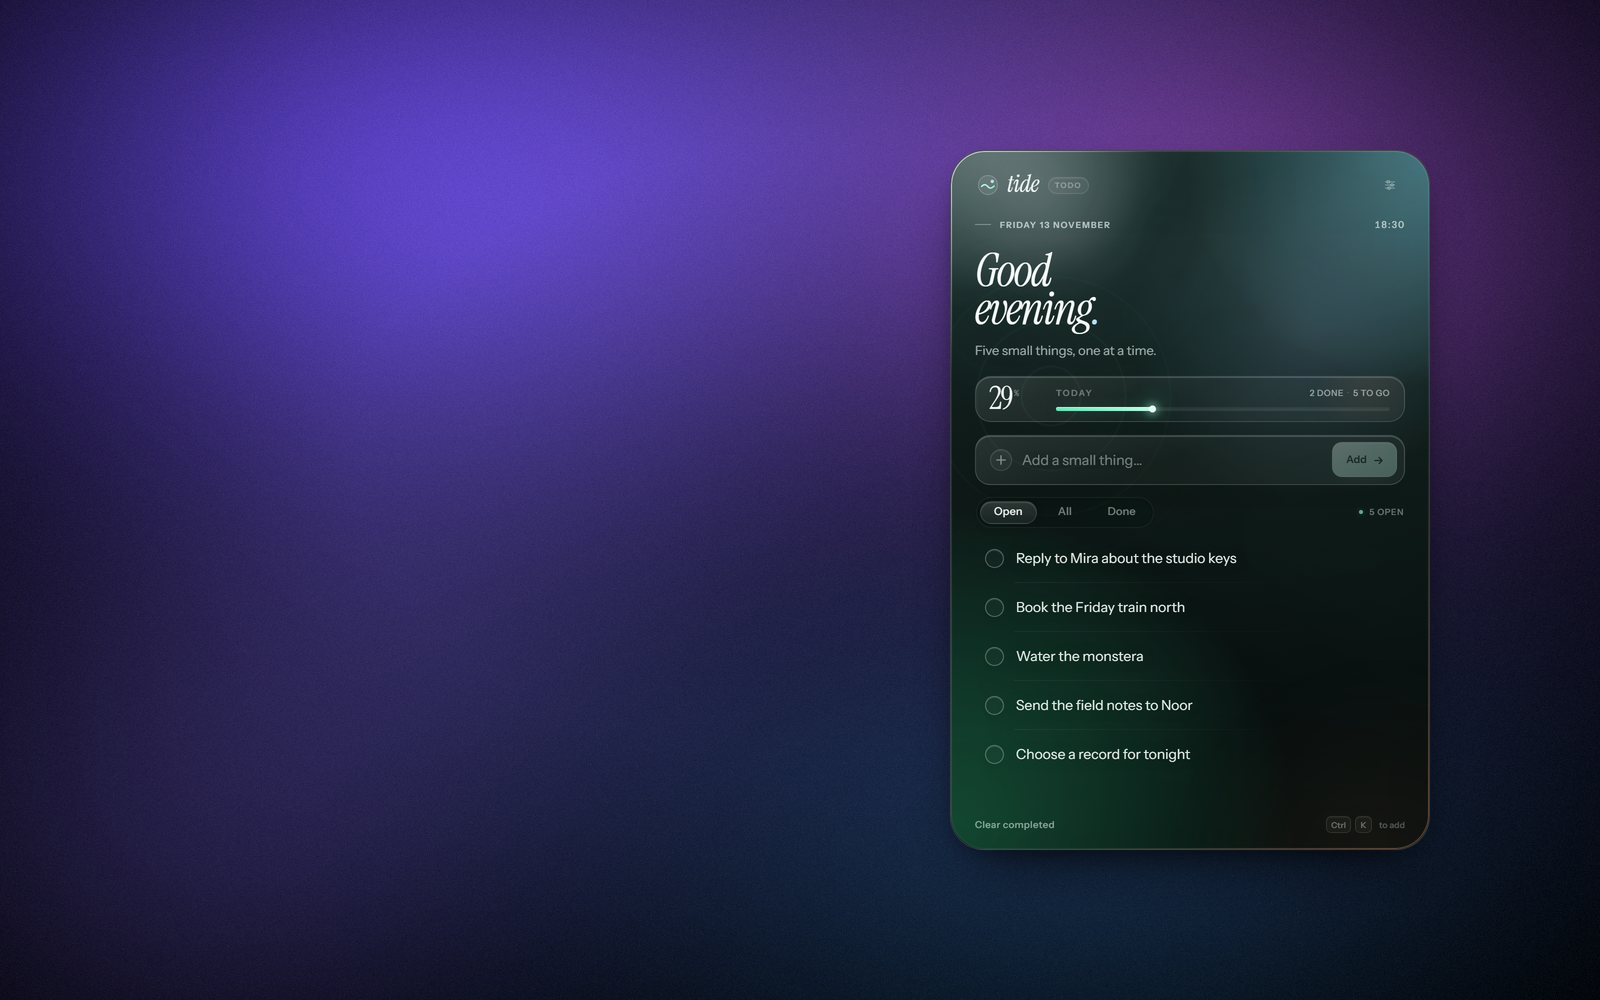 tide TODO
FRIDAY 13 NOVEMBER 18:30
Good
evening.
Five small things, one at a time.
29% TODAY 2 DONE · 5 TO GO
Add a small thing... Add →
Open All Done 5 OPEN
Reply to Mira about the studio keys
Book the Friday train north
Water the monstera
Send the field notes to Noor
Choose a record for tonight
Clear completed Ctrl K to add